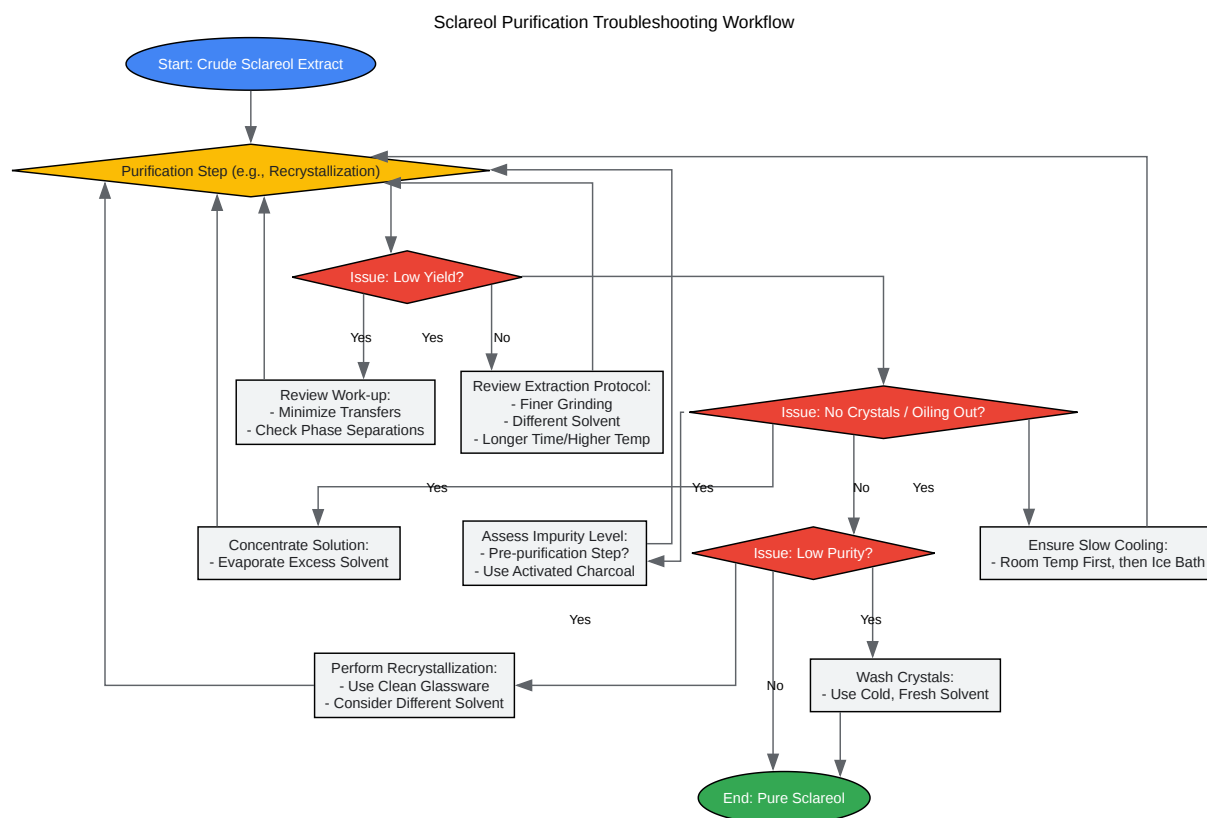 Sclareol Purification Troubleshooting Workflow
Start: Crude Sclareol Extract
Purification Step (e.g., Recrystallization)
Issue: Low Yield?
Yes
Yes
No
Review Work-up:
- Minimize Transfers
- Check Phase Separations
Review Extraction Protocol:
- Finer Grinding
- Different Solvent
- Longer Time/Higher Temp
Issue: No Crystals / Oiling Out?
Yes
Yes
No
Yes
Concentrate Solution:
- Evaporate Excess Solvent
Assess Impurity Level:
- Pre-purification Step?
- Use Activated Charcoal
Issue: Low Purity?
Ensure Slow Cooling:
- Room Temp First, then Ice Bath
Yes
Yes
Perform Recrystallization:
- Use Clean Glassware
- Consider Different Solvent
No
Wash Crystals:
- Use Cold, Fresh Solvent
End: Pure Sclareol